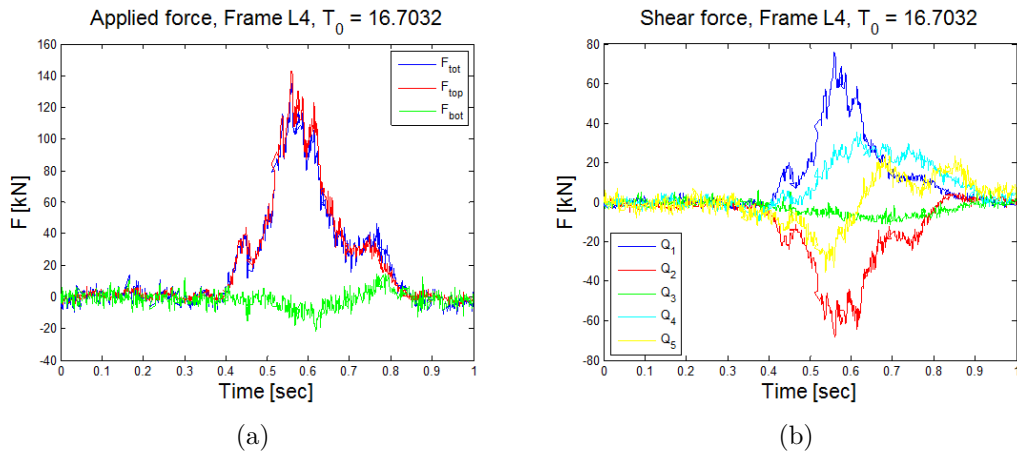 Applied force, Frame L4, T0 = 16.7032
160
140
120
100
80
60
40
20
0
-20
-40
F [kN]
Ftot
Ftop
Fbot
0 0.1 0.2 0.3 0.4 0.5 0.6 0.7 0.8 0.9 1
Time [sec]
(a)
Shear force, Frame L4, T0 = 16.7032
80
60
40
20
0
-20
-40
-60
-80
F [kN]
Q1
Q2
Q3
Q4
Q5
0 0.1 0.2 0.3 0.4 0.5 0.6 0.7 0.8 0.9 1
Time [sec]
(b)